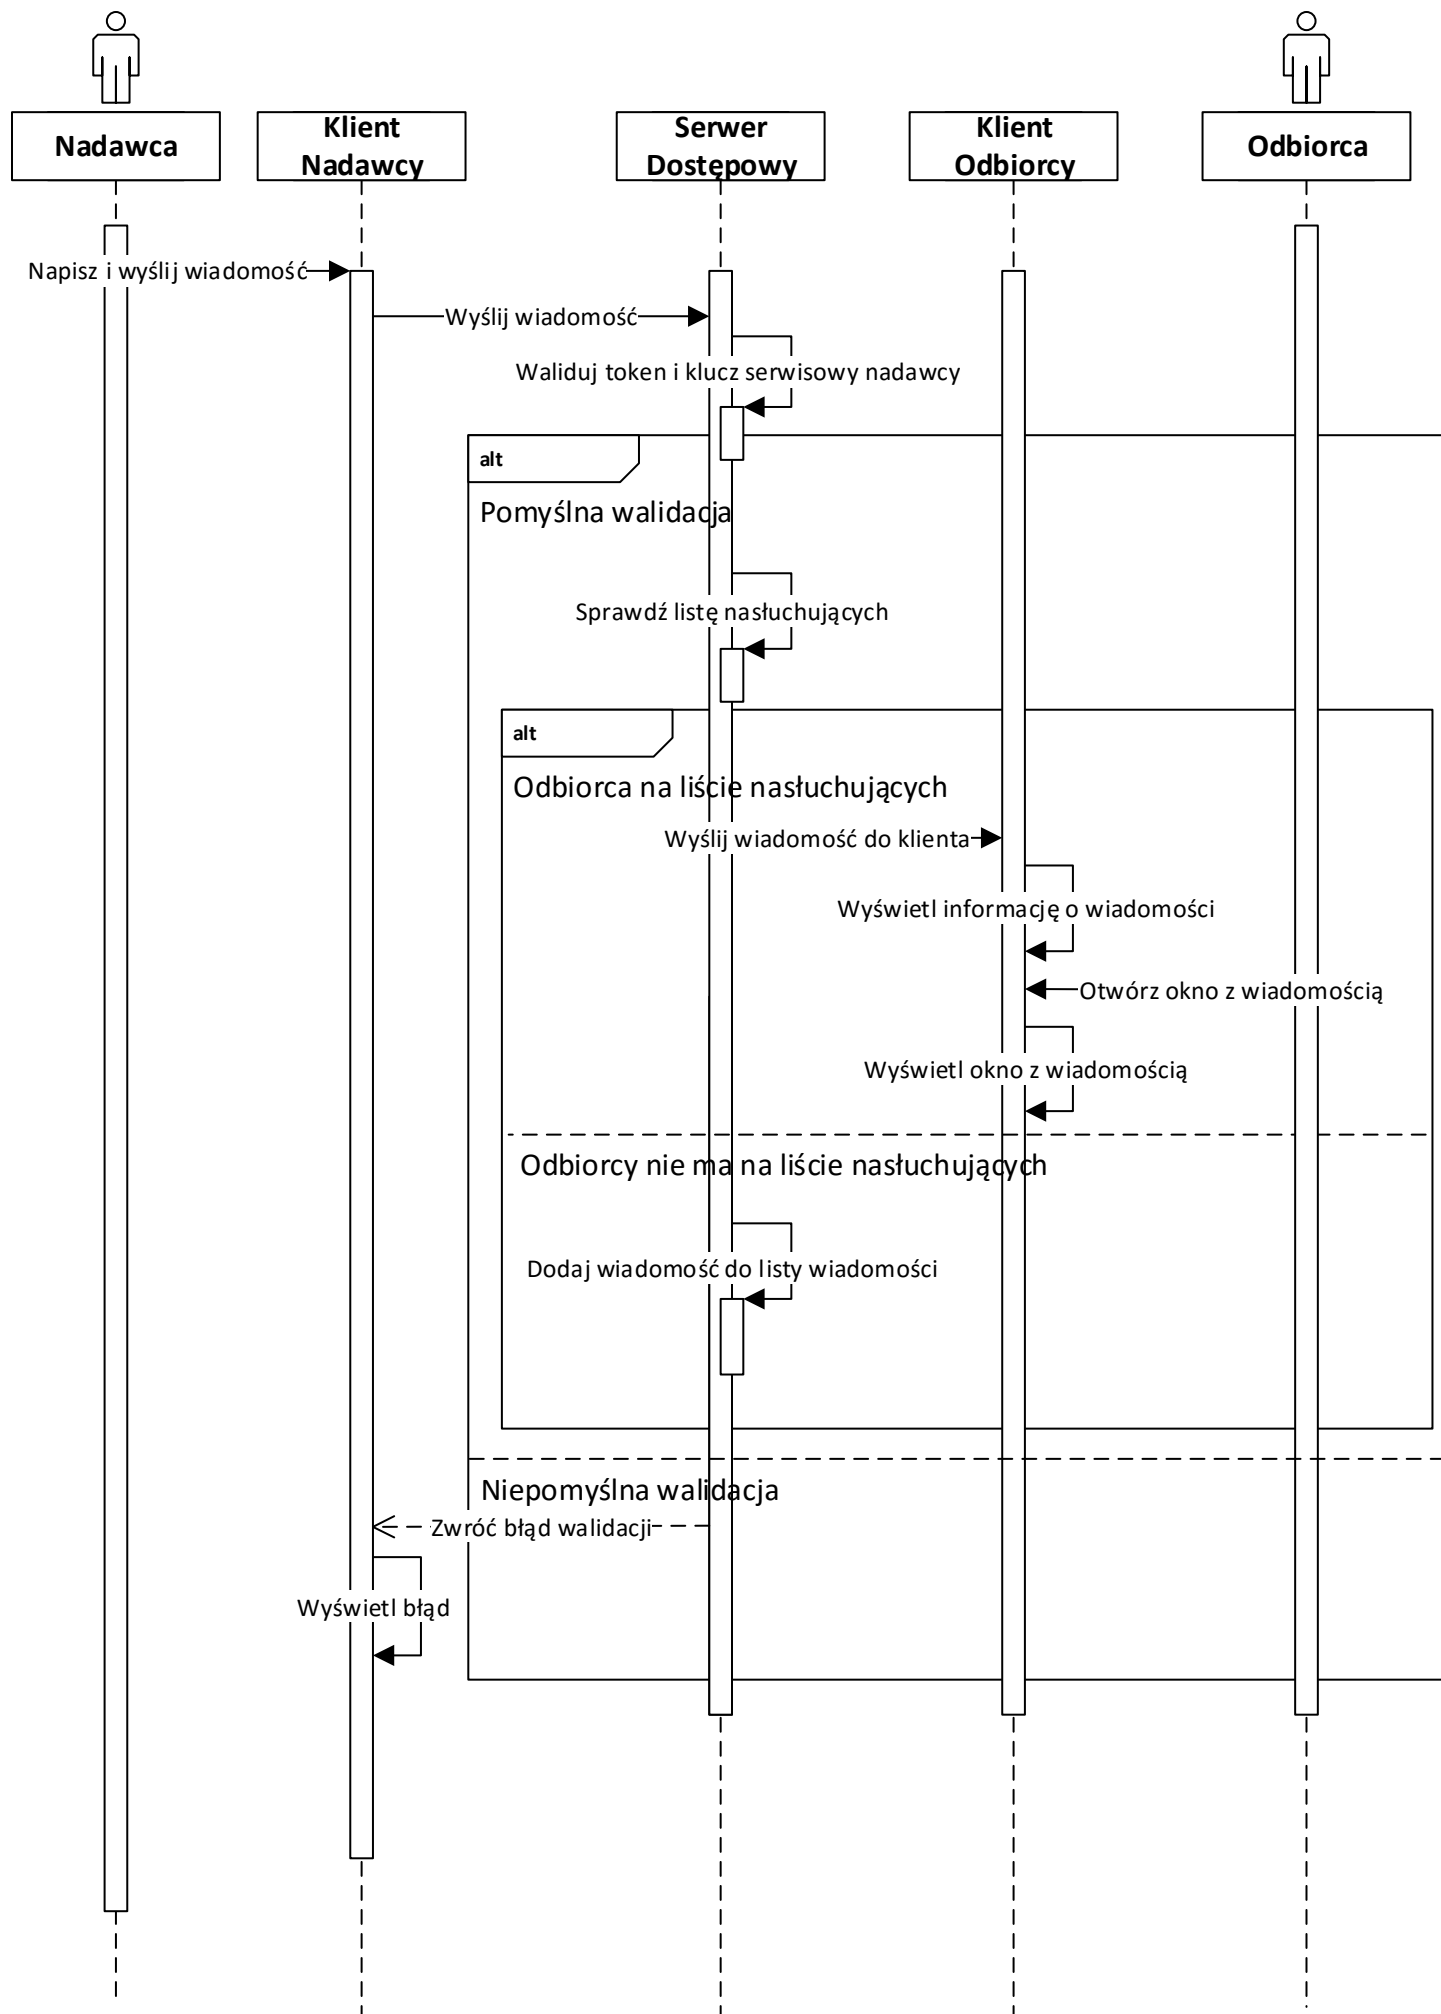 Nadawca
Klient
Nadawcy
Serwer
Dostępowy
Klient
Odbiorcy
Odbiorca
Napisz i wyślij wiadomość
Wyślij wiadomość
Waliduj token i klucz serwisowy nadawcy
alt
Pomyślna walidacja
Sprawdź listę nasłuchujących
alt
Odbiorca na liście nasłuchujących
Wyślij wiadomość do klienta
Wyświetl informację o wiadomości
Otwórz okno z wiadomością
Wyświetl okno z wiadomością
Odbiorcy nie ma na liście nasłuchujących
Dodaj wiadomość do listy wiadomości
Niepomyślna walidacja
Zwróć błąd walidacji
Wyświetl błąd